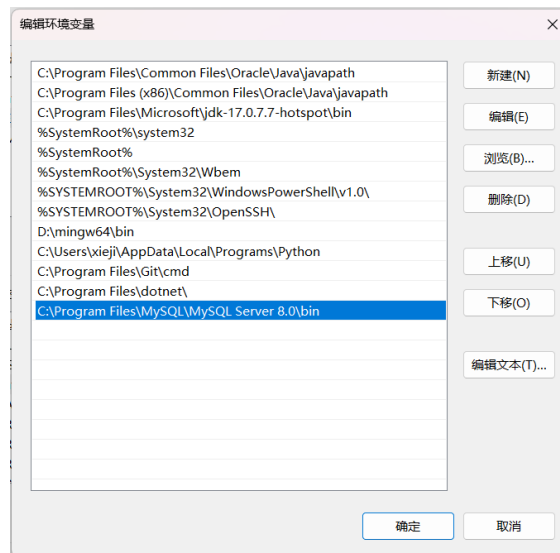 编辑环境变量
C:\Program Files\Common Files\Oracle\Java\javapath
C:\Program Files (x86)\Common Files\Oracle\Java\javapath
C:\Program Files\Microsoft\jdk-17.0.7.7-hotspot\bin
%SystemRoot%\system32
%SystemRoot%
%SystemRoot%\System32\Wbem
%SYSTEMROOT%\System32\WindowsPowerShell\v1.0\
%SYSTEMROOT%\System32\OpenSSH\
D:\mingw64\bin
C:\Users\xieji\AppData\Local\Programs\Python
C:\Program Files\Git\cmd
C:\Program Files\dotnet\
C:\Program Files\MySQL\MySQL Server 8.0\bin
新建(N)
编辑(E)
浏览(B)...
删除(D)
上移(U)
下移(O)
编辑文本(T)...
确定
取消